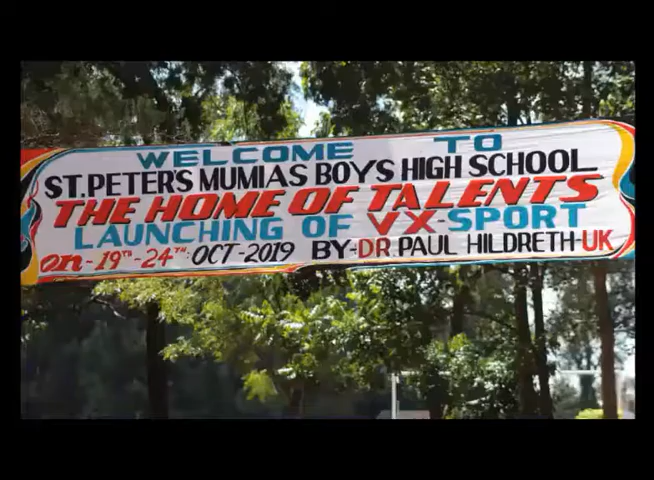 WELCOME TO
ST.PETER'S MUMIAS BOYS HIGH SCHOOL
THE HOME OF TALENTS
LAUNCHING OF VX-SPORT
On-19TH-24TH:OCT-2019 BY-DR PAUL HILDRETH-UK